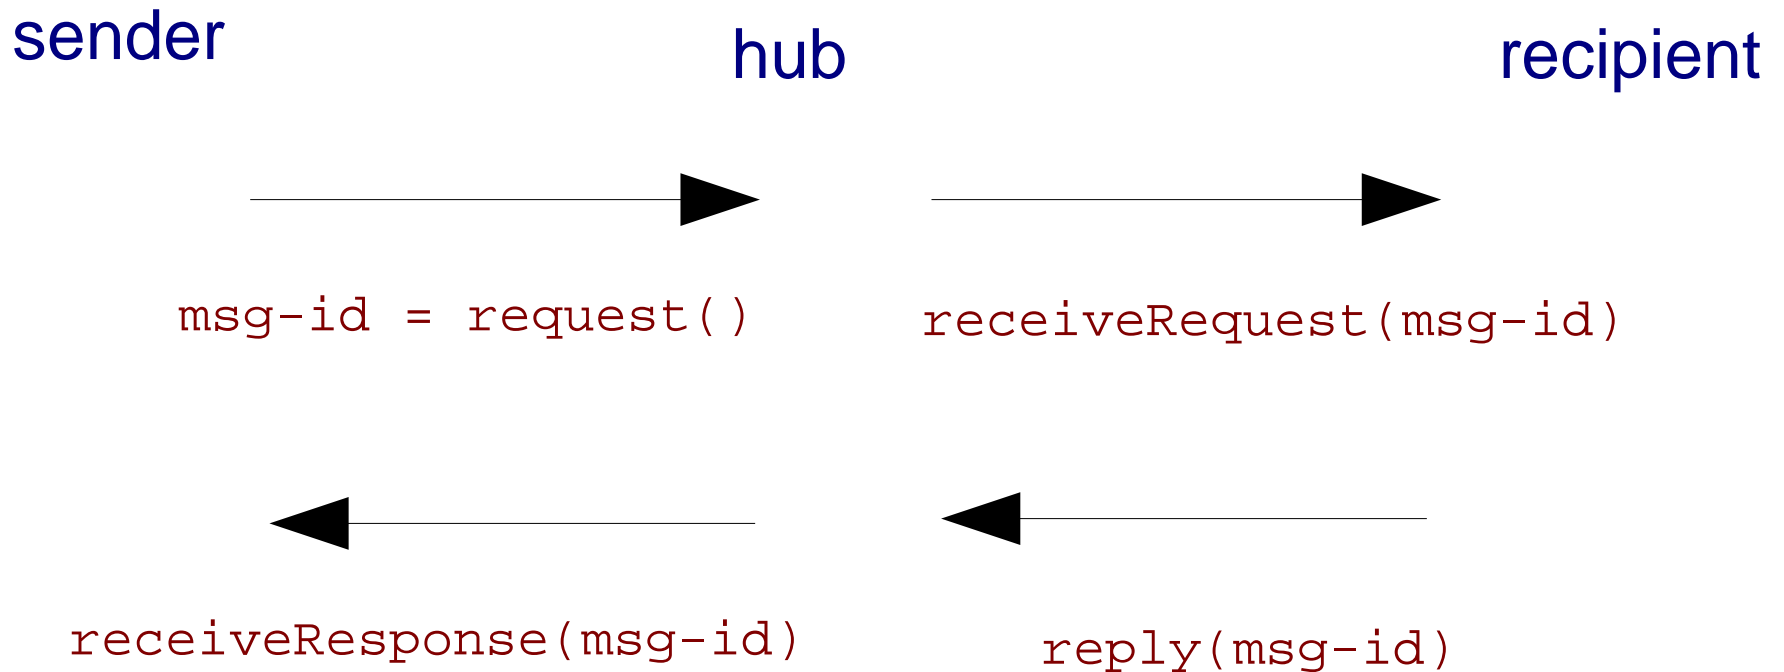 sender
hub
recipient
msg-id = request()
receiveRequest(msg-id)
receiveResponse(msg-id)
reply(msg-id)